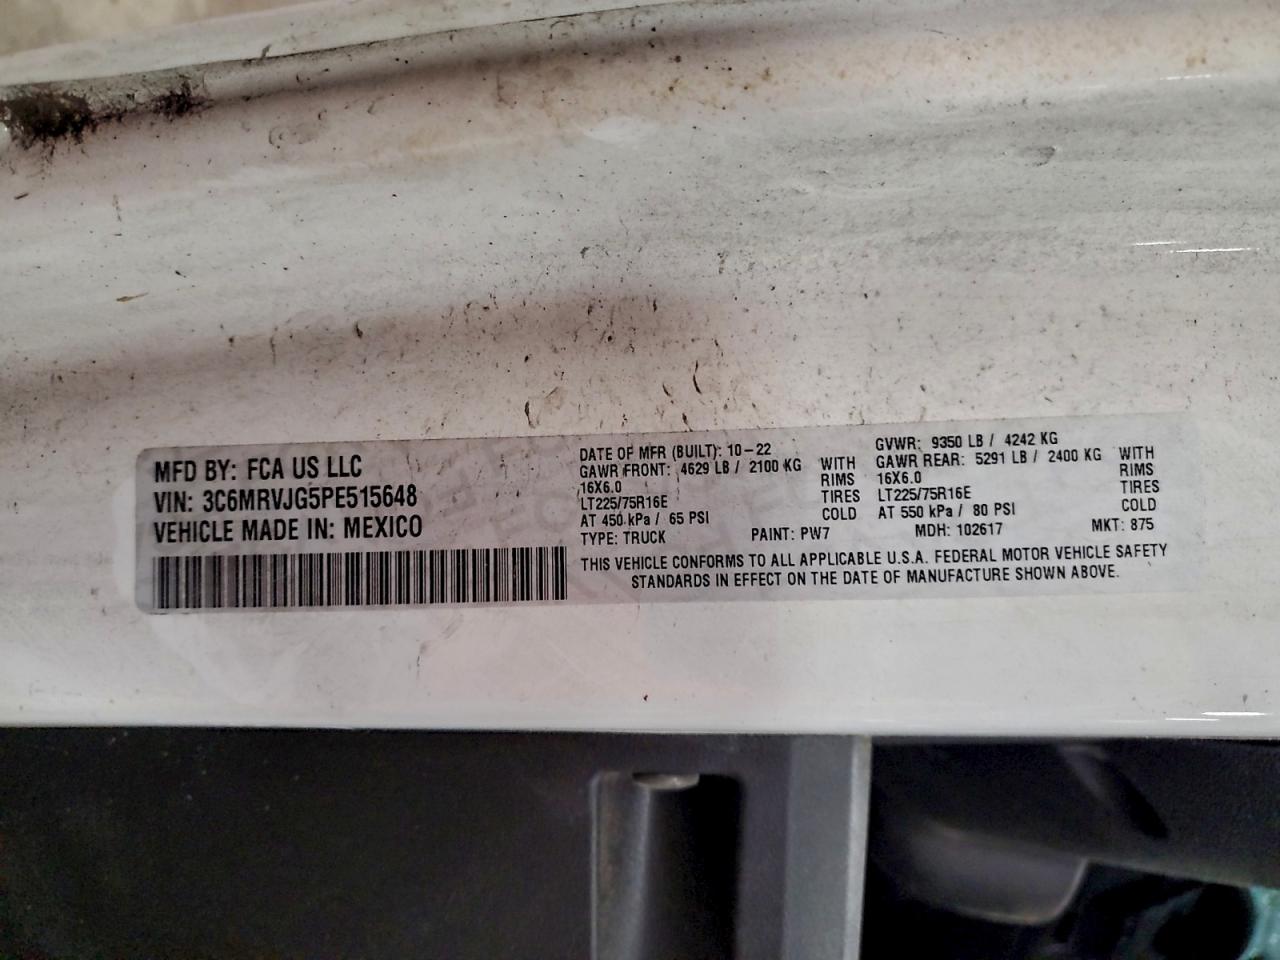 MFD BY: FCA US LLC
VIN: 3C6MRVJG5PE515648
VEHICLE MADE IN: MEXICO
DATE OF MFR (BUILT): 10-22
GAWR FRONT: 4629 LB / 2100 KG WITH
16X6.0 RIMS
LT225/75R16E TIRES
AT 450 kPa / 65 PSI COLD
GVWR: 9350 LB / 4242 KG
GAWR REAR: 5291 LB / 2400 KG WITH
16X6.0 RIMS
LT225/75R16E TIRES
AT 550 kPa / 80 PSI COLD
TYPE: TRUCK PAINT: PW7 MDH: 102617 MKT: 875
THIS VEHICLE CONFORMS TO ALL APPLICABLE U.S.A. FEDERAL MOTOR VEHICLE SAFETY
STANDARDS IN EFFECT ON THE DATE OF MANUFACTURE SHOWN ABOVE.